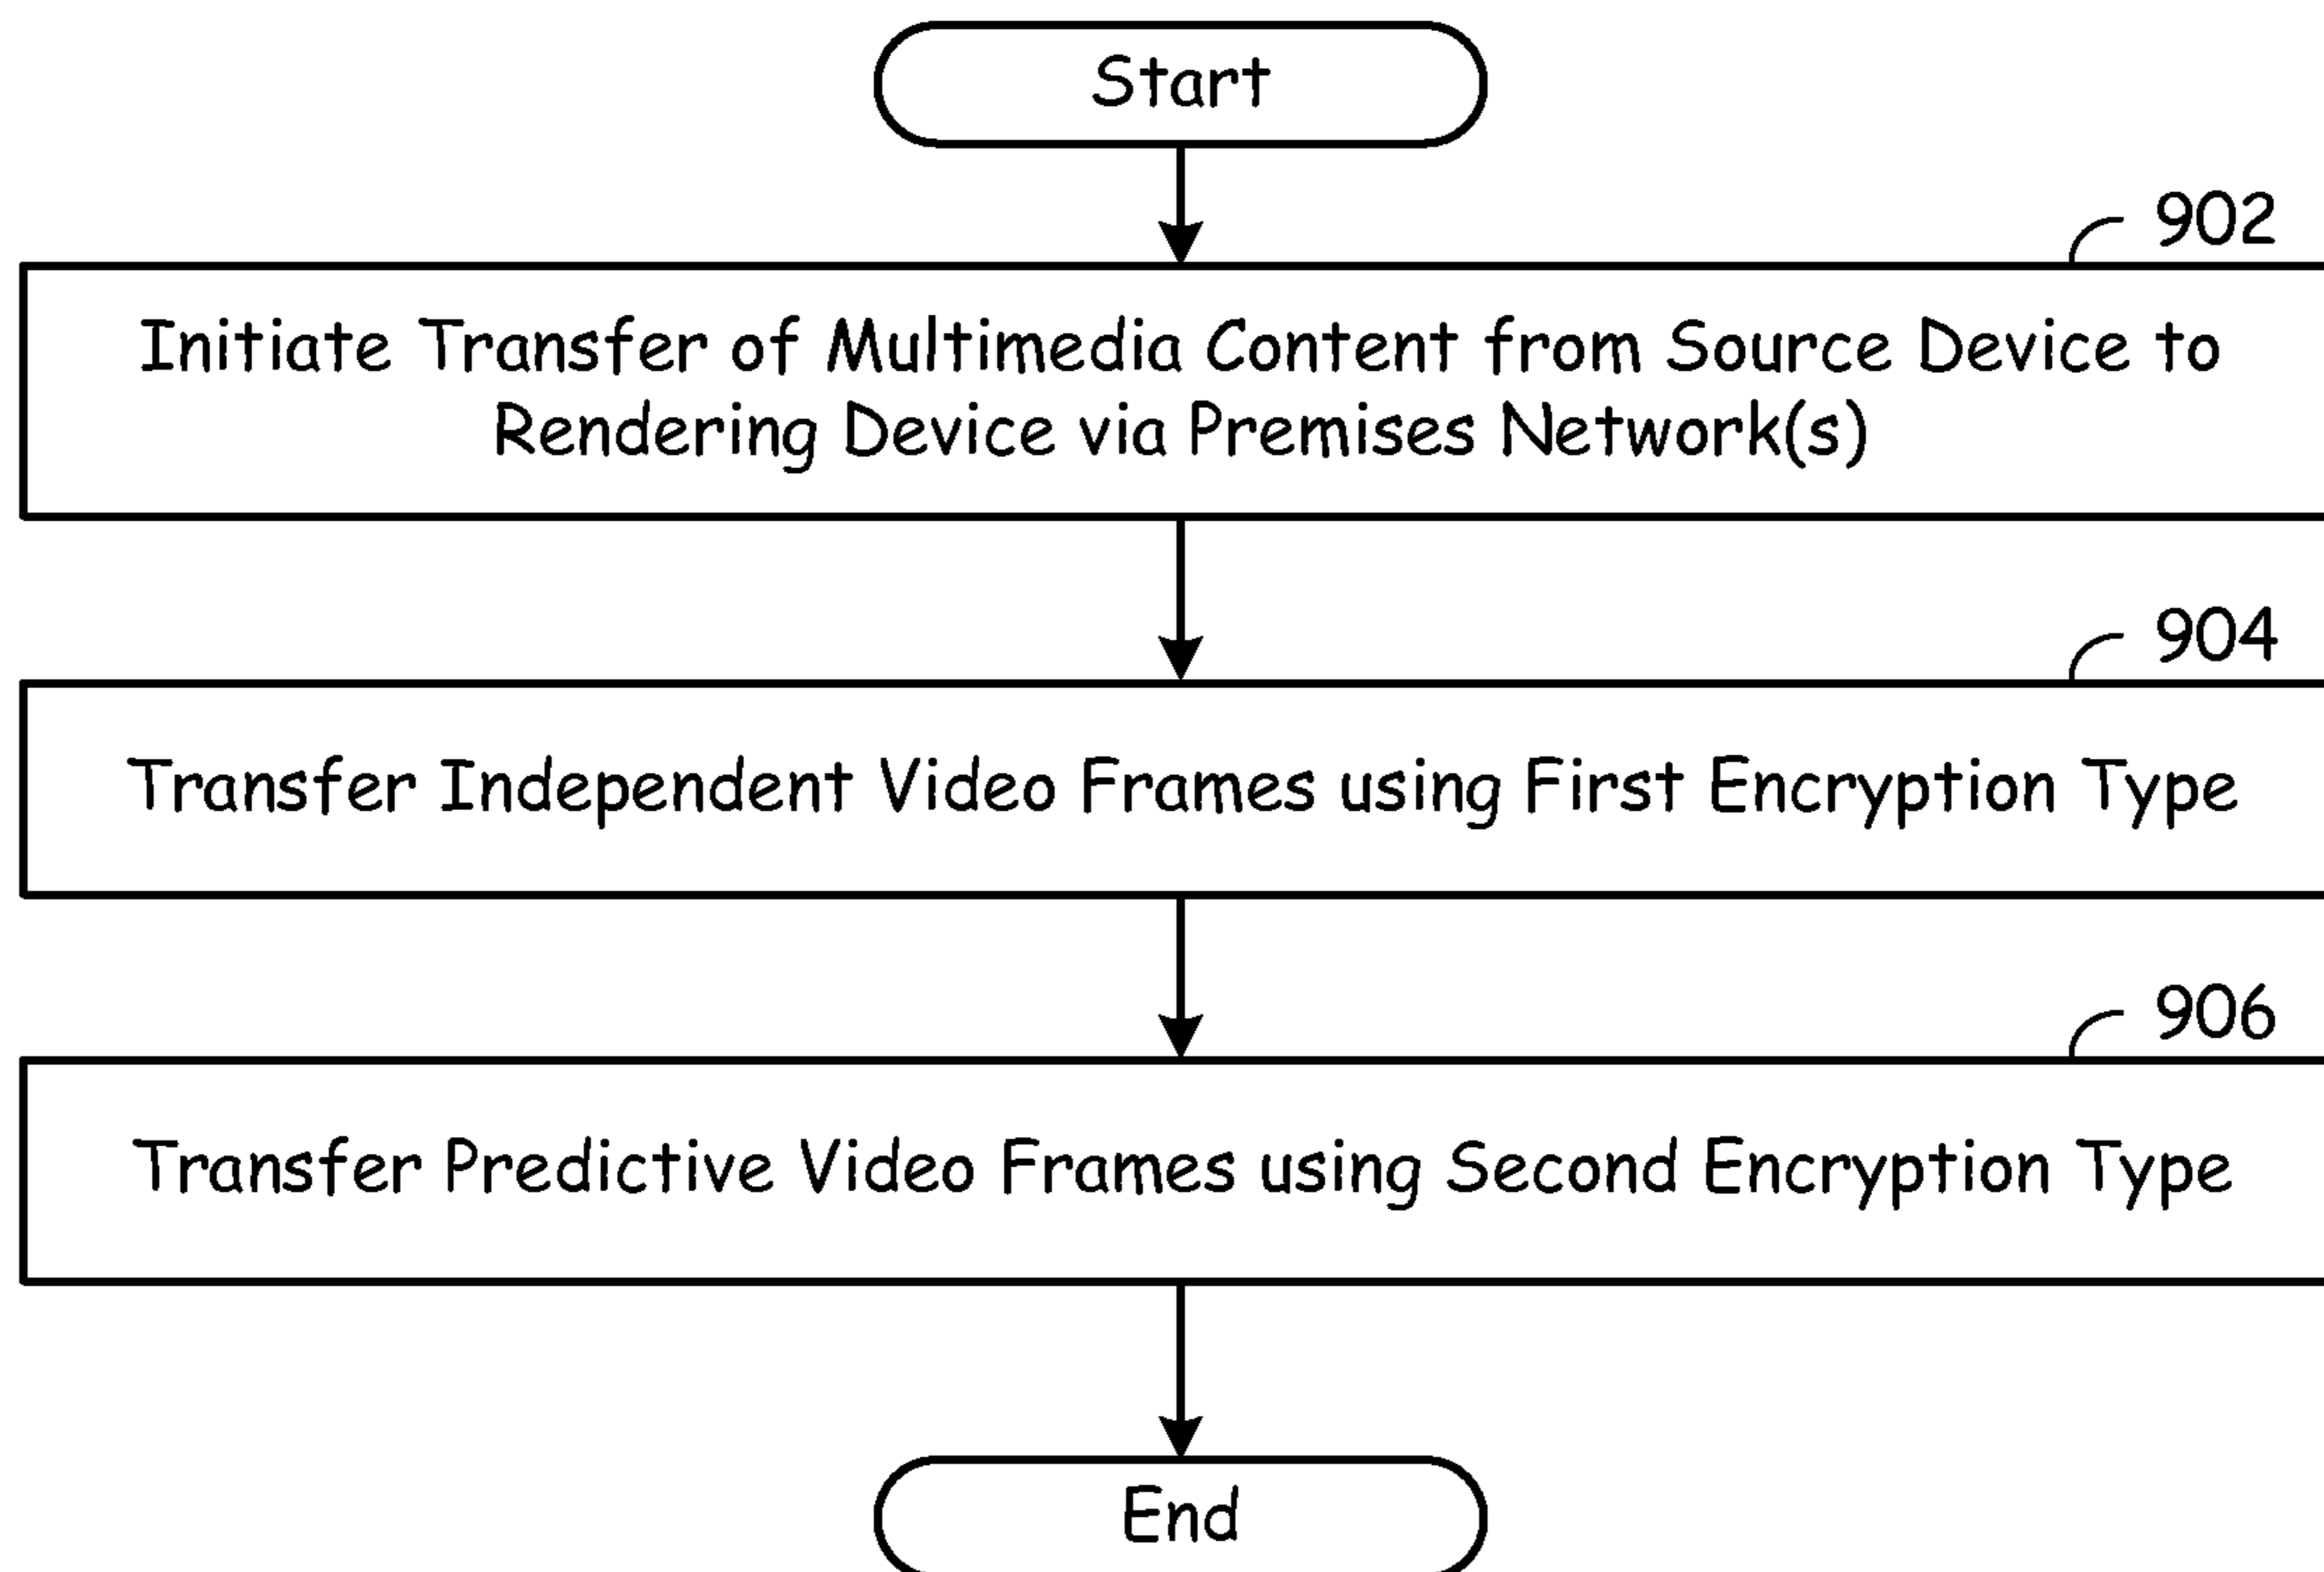 Start
902
Initiate Transfer of Multimedia Content from Source Device to
Rendering Device via Premises Network(s)
904
Transfer Independent Video Frames using First Encryption Type
906
Transfer Predictive Video Frames using Second Encryption Type
End